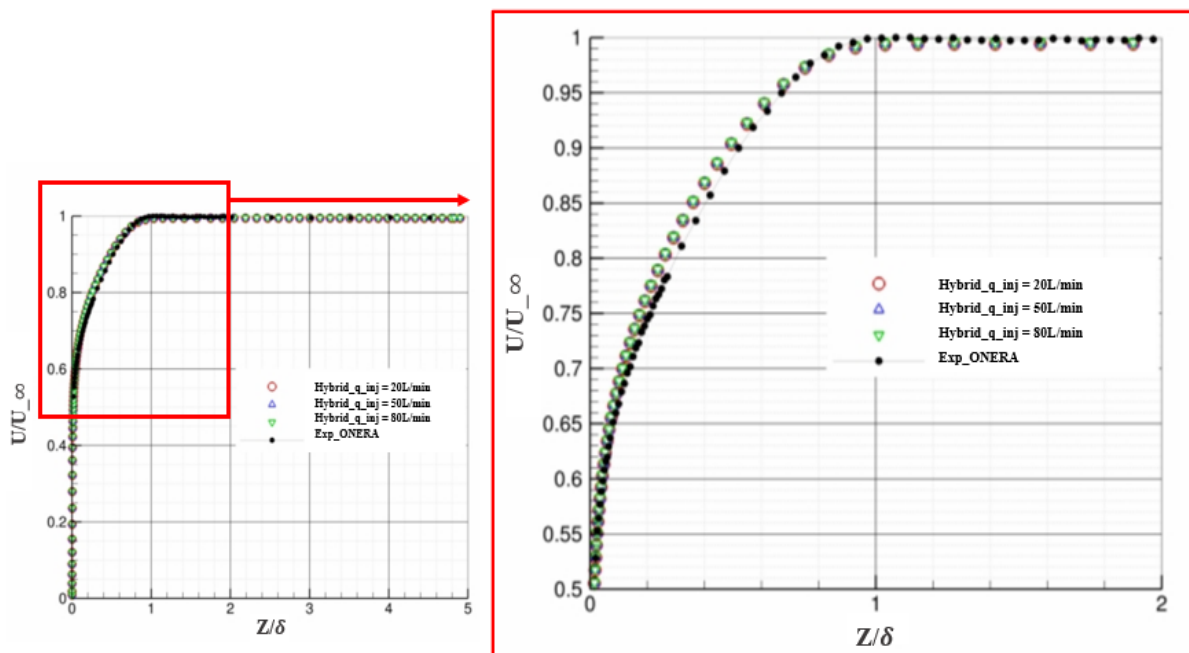 1
0.8
0.6
0.4
0.2
0
0
1
2
3
4
5
U/U_∞
Z/δ
Hybrid_q_inj = 20L/min
Hybrid_q_inj = 50L/min
Hybrid_q_inj = 80L/min
Exp_ONERA
1
0.95
0.9
0.85
0.8
0.75
0.7
0.65
0.6
0.55
0.5
0
1
2
U/U_∞
Z/δ
Hybrid_q_inj = 20L/min
Hybrid_q_inj = 50L/min
Hybrid_q_inj = 80L/min
Exp_ONERA